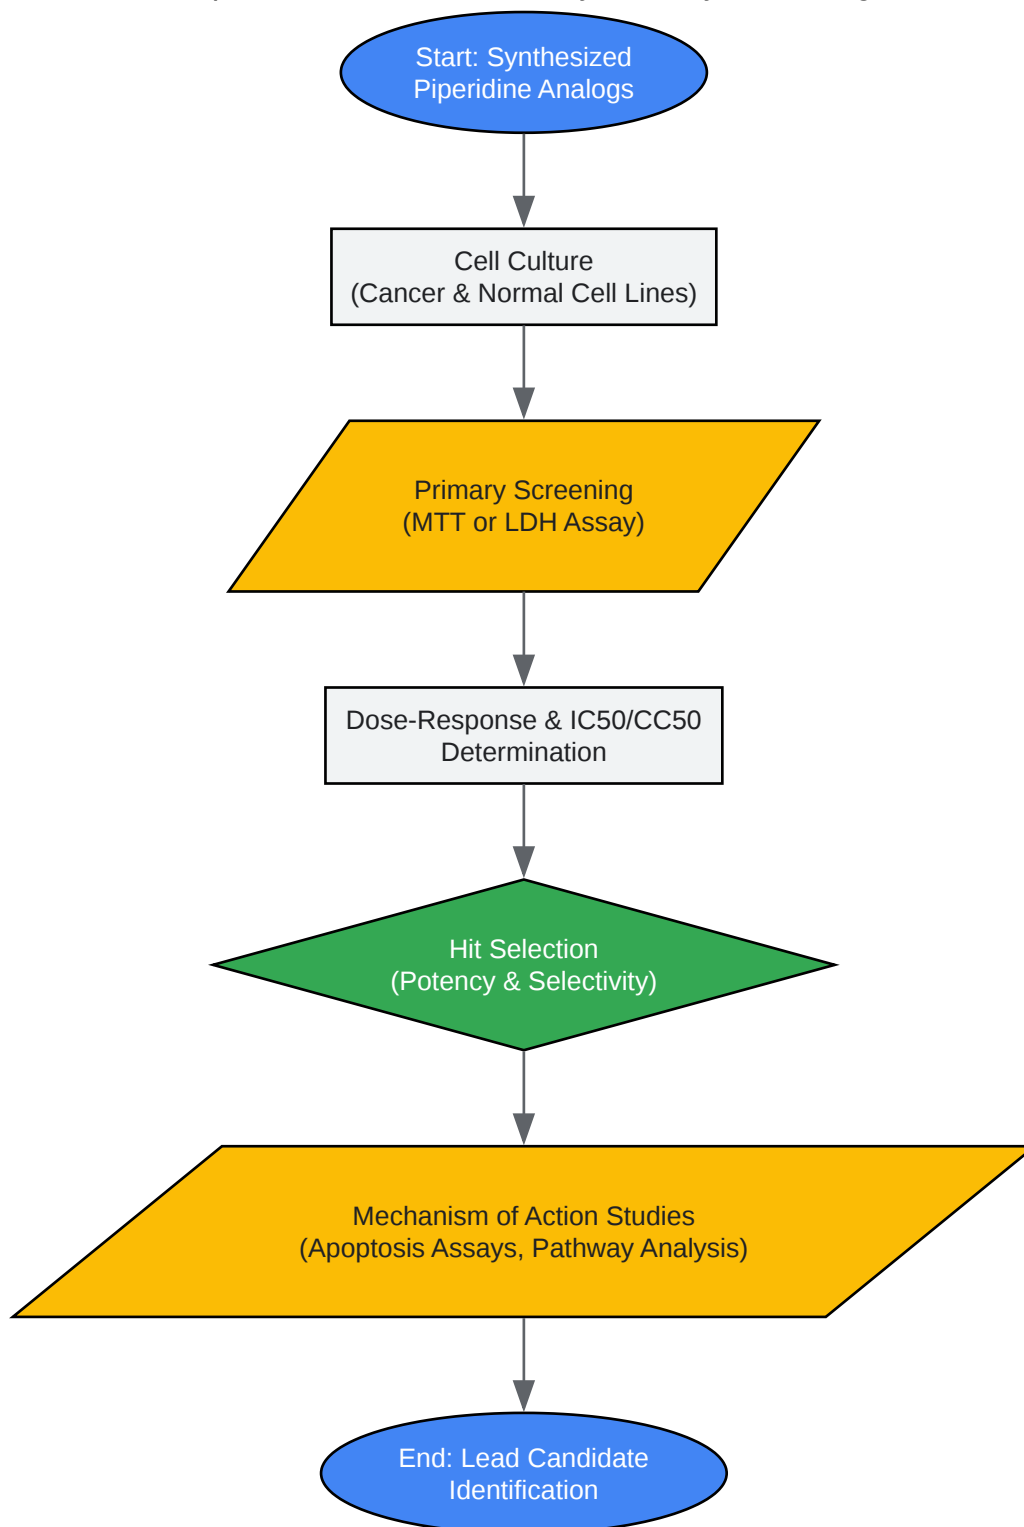 Start: Synthesized
Piperidine Analogs
Cell Culture
(Cancer & Normal Cell Lines)
Primary Screening
(MTT or LDH Assay)
Dose-Response & IC50/CC50
Determination
Hit Selection
(Potency & Selectivity)
Mechanism of Action Studies
(Apoptosis Assays, Pathway Analysis)
End: Lead Candidate
Identification